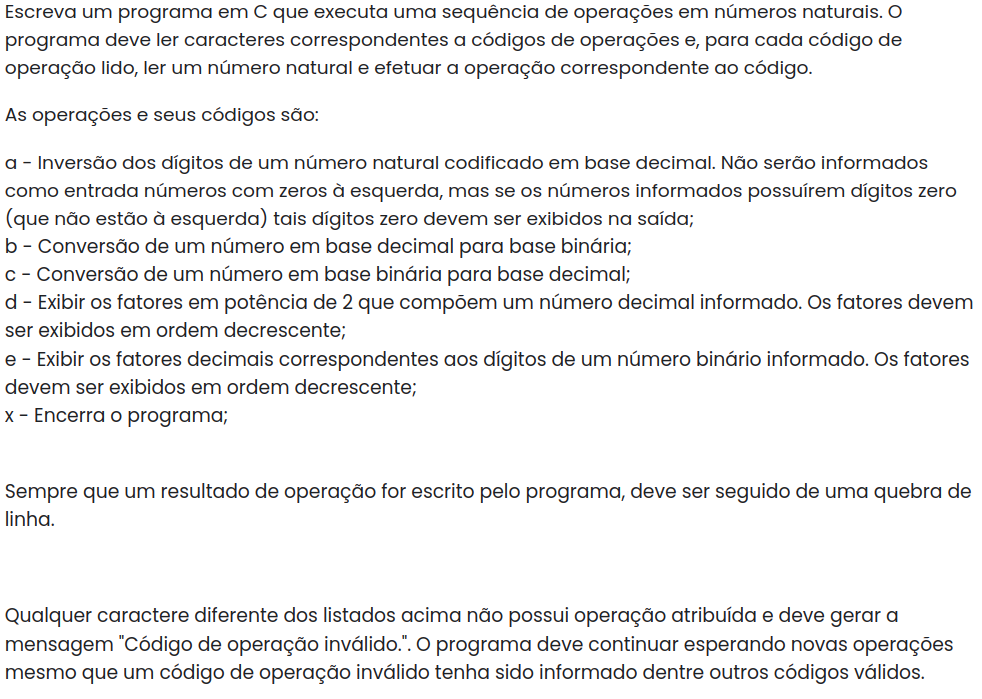 Escreva um programa em C que executa uma sequência de operações em números naturais. O
programa deve ler caracteres correspondentes a códigos de operações e, para cada código de
operação lido, ler um número natural e efetuar a operação correspondente ao código.
As operações e seus códigos são:
a - Inversão dos dígitos de um número natural codificado em base decimal. Não serão informados
como entrada números com zeros à esquerda, mas se os números informados possuírem dígitos zero
(que não estão à esquerda) tais dígitos zero devem ser exibidos na saída;
b - Conversão de um número em base decimal para base binária;
c - Conversão de um número em base binária para base decimal;
d - Exibir os fatores em potência de 2 que compõem um número decimal informado. Os fatores devem
ser exibidos em ordem decrescente;
e - Exibir os fatores decimais correspondentes aos dígitos de um número binário informado. Os fatores
devem ser exibidos em ordem decrescente;
x - Encerra o programa;
Sempre que um resultado de operação for escrito pelo programa, deve ser seguido de uma quebra de
linha.
Qualquer caractere diferente dos listados acima não possui operação atribuída e deve gerar a
mensagem "Código de operação inválido.". O programa deve continuar esperando novas operações
mesmo que um código de operação inválido tenha sido informado dentre outros códigos válidos.